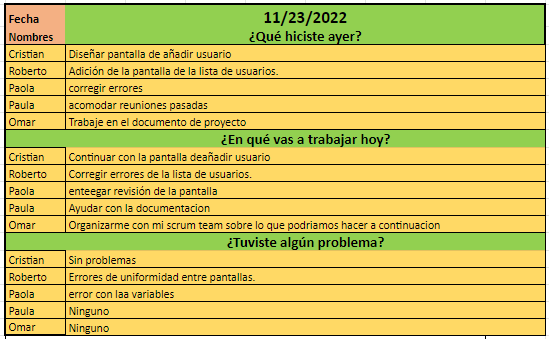 Fecha 11/23/2022
Nombres ¿Qué hiciste ayer?
Cristian Diseñar pantalla de añadir usuario
Roberto Adición de la pantalla de la lista de usuarios.
Paola corregir errores
Paula acomodar reuniones pasadas
Omar Trabaje en el documento de proyecto
¿En qué vas a trabajar hoy?
Cristian Continuar con la pantalla deañadir usuario
Roberto Corregir errores de la lista de usuarios.
Paola enteegar revisión de la pantalla
Paula Ayudar con la documentacion
Omar Organizarme con mi scrum team sobre lo que podriamos hacer a continuacion
¿Tuviste algún problema?
Cristian Sin problemas
Roberto Errores de uniformidad entre pantallas.
Paola error con laa variables
Paula Ninguno
Omar Ninguno